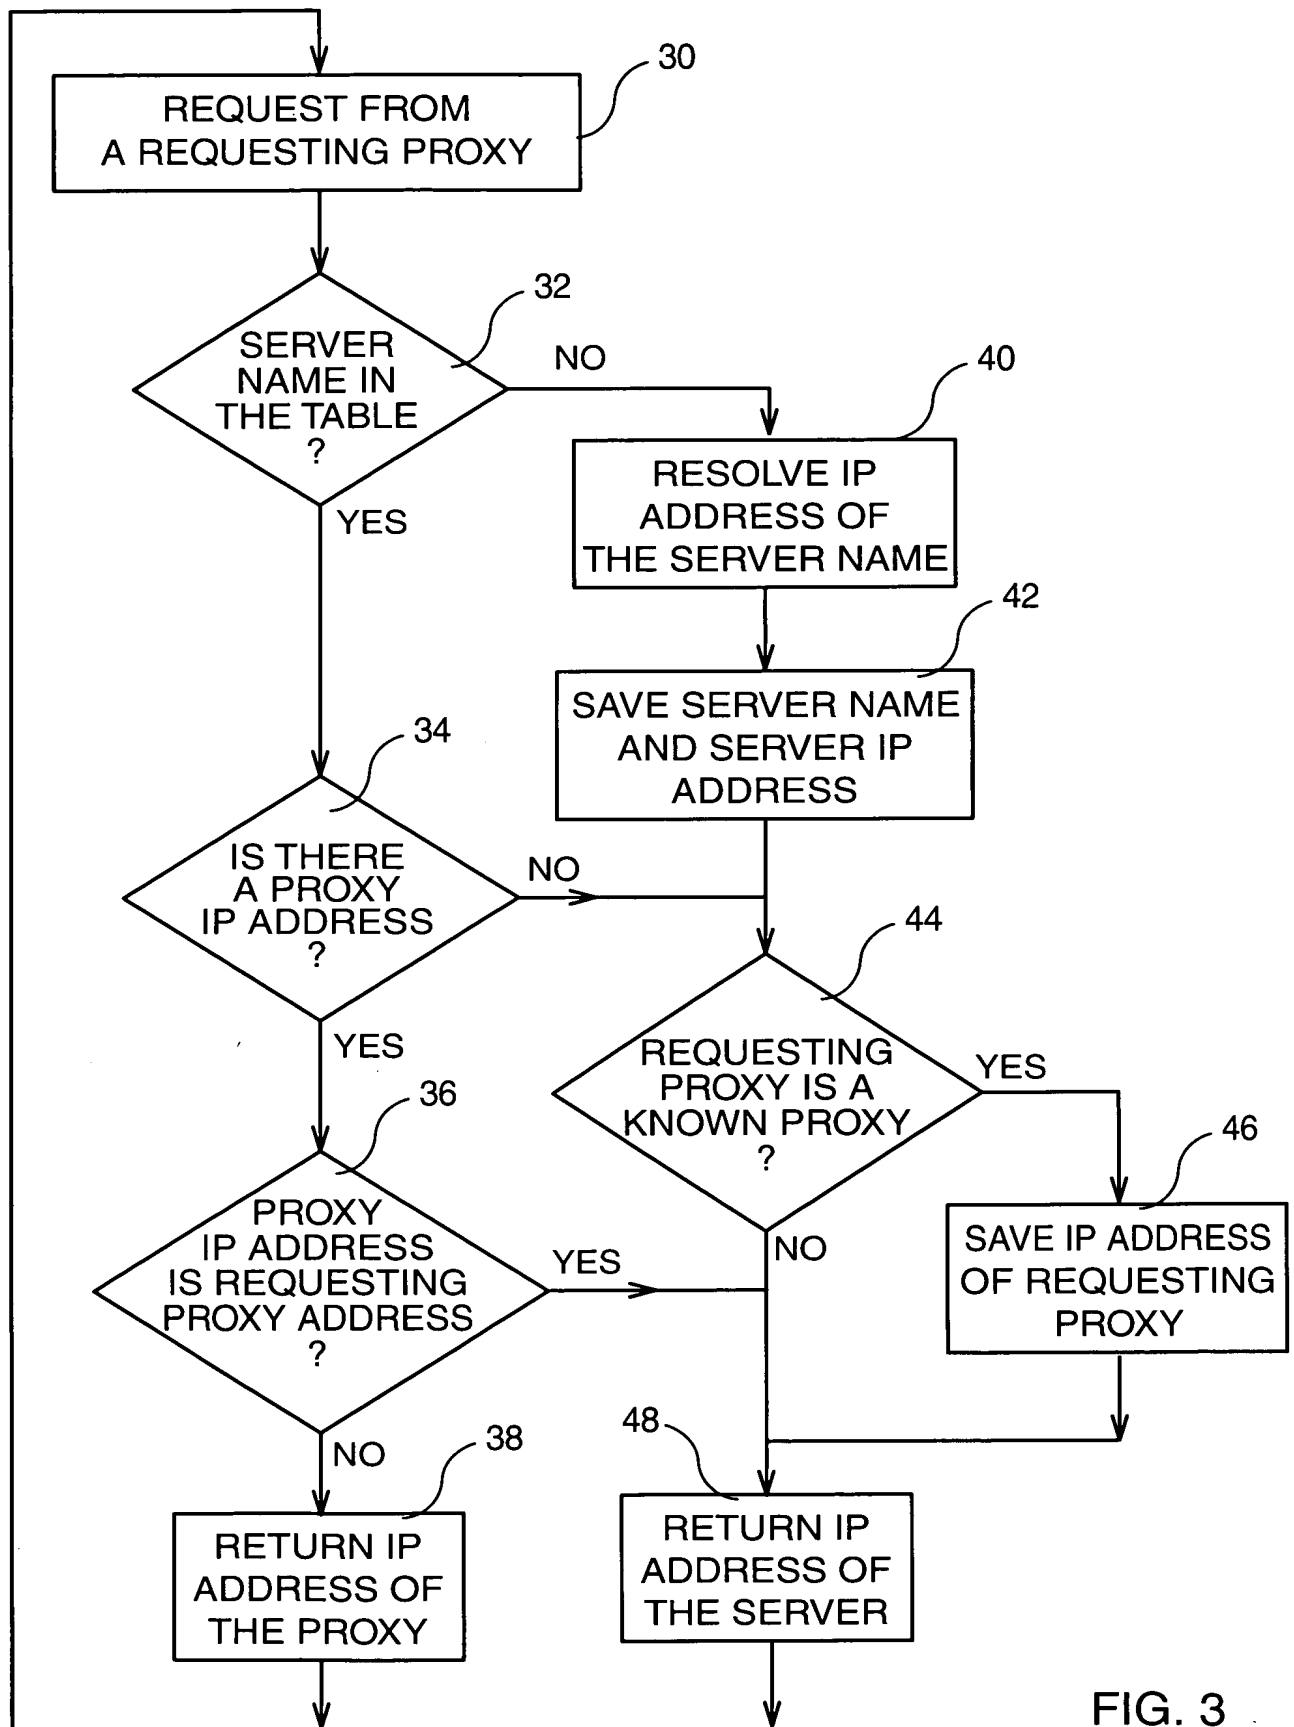 30
REQUEST FROM
A REQUESTING PROXY
32
SERVER
NAME IN
THE TABLE
?
NO
YES
40
RESOLVE IP
ADDRESS OF
THE SERVER NAME
42
SAVE SERVER NAME
AND SERVER IP
ADDRESS
34
IS THERE
A PROXY
IP ADDRESS
?
NO
YES
44
REQUESTING
PROXY IS A
KNOWN PROXY
?
YES
NO
46
SAVE IP ADDRESS
OF REQUESTING
PROXY
36
PROXY
IP ADDRESS
IS REQUESTING
PROXY ADDRESS
?
YES
NO
38
RETURN IP
ADDRESS OF
THE PROXY
48
RETURN IP
ADDRESS OF
THE SERVER
FIG. 3